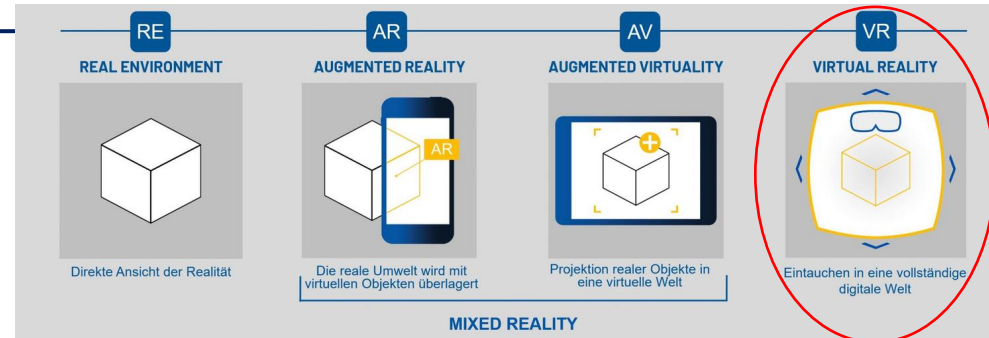 RE
AR
AV
VR
REAL ENVIRONMENT
AUGMENTED REALITY
AUGMENTED VIRTUALITY
VIRTUAL REALITY
AR
Direkte Ansicht der Realität
Die reale Umwelt wird mit
virtuellen Objekten überlagert
Projektion realer Objekte in
eine virtuelle Welt
Eintauchen in eine vollständige
digitale Welt
MIXED REALITY